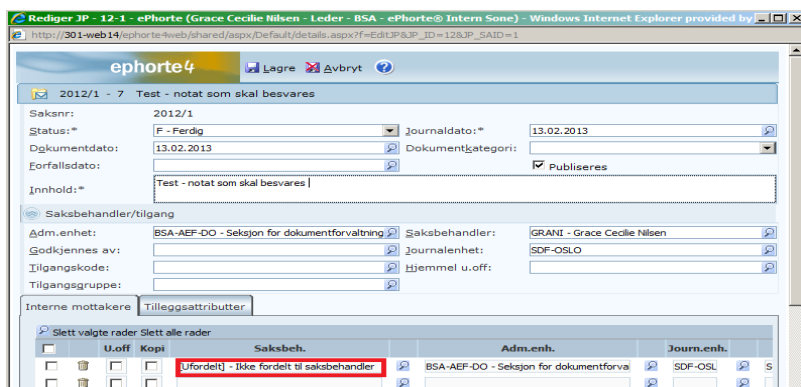 Rediger JP - 12-1 - ePhorte (Grace Cecilie Nilsen - Leder - BSA - ePhorte® Intern Sone) - Windows Internet Explorer provided by
http://301-web14/ephorte4web/shared/aspx/Default/details.aspx?f=EditJP&JP_ID=12&JP_SAID=1
ephorte4 Lagre Avbryt ?
2012/1 - 7 Test - notat som skal besvares
Saksnr: 2012/1
Status:* F - Ferdig Journaldato:* 13.02.2013
Dokumentdato: 13.02.2013 Dokumentkategori:
Forfallsdato: Publiseres
Innhold:* Test - notat som skal besvares
Saksbehandler/tilgang
Adm.enhet: BSA-AEF-DO - Seksjon for dokumentforvaltning Saksbehandler: GRANI - Grace Cecilie Nilsen
Godkjennes av: Journalenhet: SDF-OSLO
Tilgangskode: Hjemmel u.off:
Tilgangsgruppe:
Interne mottakere Tilleggsattributter
Slett valgte rader Slett alle rader
U.off Kopi Saksbeh. Adm.enh. Journ.enh.
[Ufordelt] - Ikke fordelt til saksbehandler BSA-AEF-DO - Seksjon for dokumentforva SDF-OSL S